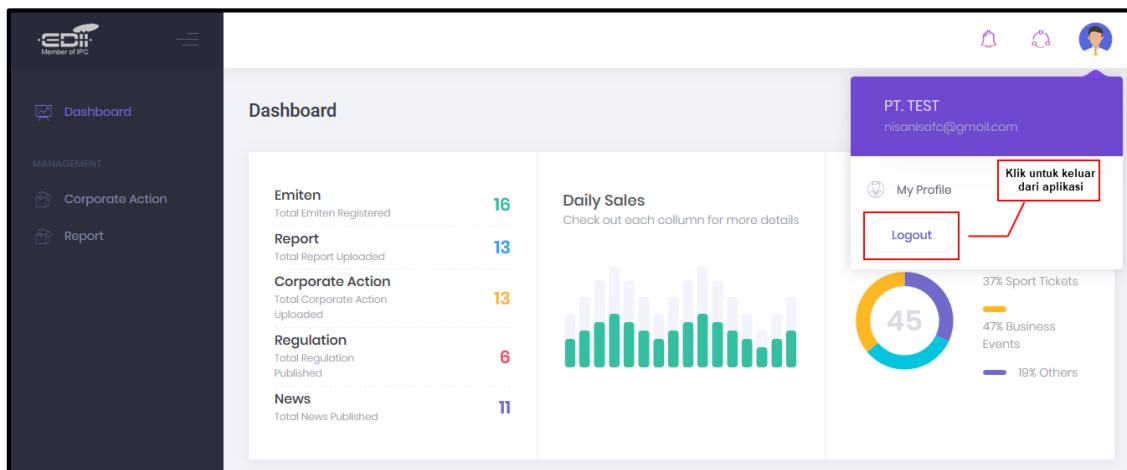 EDII
Member of IPC
Dashboard
MANAGEMENT
Corporate Action
Report
Dashboard
Emiten
Total Emiten Registered
16
Report
Total Report Uploaded
13
Corporate Action
Total Corporate Action
Uploaded
13
Regulation
Total Regulation
Published
6
News
Total News Published
11
Daily Sales
Check out each collumn for more details
PT. TEST
nisanisafc@gmail.com
My Profile
Klik untuk keluar
dari aplikasi
Logout
45
37% Sport Tickets
47% Business
Events
19% Others